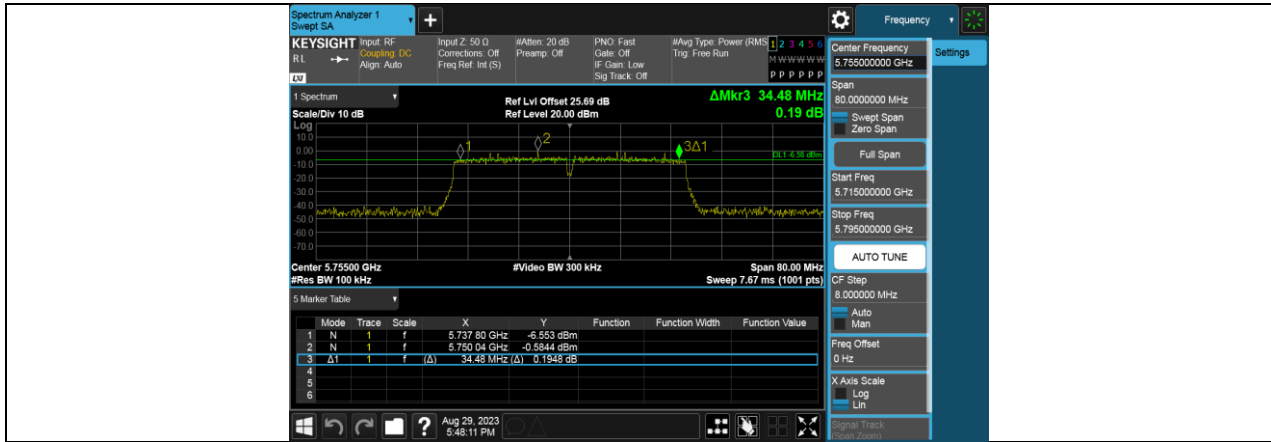 Spectrum Analyzer 1
Swept SA
+
Frequency
KEYSIGHT Input: RF
RL
Coupling: DC
Align: Auto
LXI
Input Z: 50 Ω
Corrections: Off
Freq Ref: Int (S)
#Atten: 20 dB
Preamp: Off
PNO: Fast
Gate: Off
IF Gain: Low
Sig Track: Off
#Avg Type: Power (RMS
Trig: Free Run
1 2 3 4 5 6
M W W W W W
P P P P P P
1 Spectrum
Scale/Div 10 dB
Ref Lvl Offset 25.69 dB
Ref Level 20.00 dBm
ΔMkr3 34.48 MHz
0.19 dB
Log
10.0
0.00
-10.0
-20.0
-30.0
-40.0
-50.0
-60.0
-70.0
1
2
3Δ1
DL1 -6.58 dBm
Center 5.75500 GHz
#Res BW 100 kHz
#Video BW 300 kHz
Span 80.00 MHz
Sweep 7.67 ms (1001 pts)
5 Marker Table
Mode Trace Scale X Y Function Function Width Function Value
1 N 1 f 5.737 80 GHz -6.553 dBm
2 N 1 f 5.750 04 GHz -0.5844 dBm
3 Δ1 1 f (Δ) 34.48 MHz (Δ) 0.1948 dB
4
5
6
?
Aug 29, 2023
5:48:11 PM
Center Frequency
5.755000000 GHz
Settings
Span
80.0000000 MHz
Swept Span
Zero Span
Full Span
Start Freq
5.715000000 GHz
Stop Freq
5.795000000 GHz
AUTO TUNE
CF Step
8.000000 MHz
Auto
Man
Freq Offset
0 Hz
X Axis Scale
Log
Lin
Signal Track
(Span Zoom)